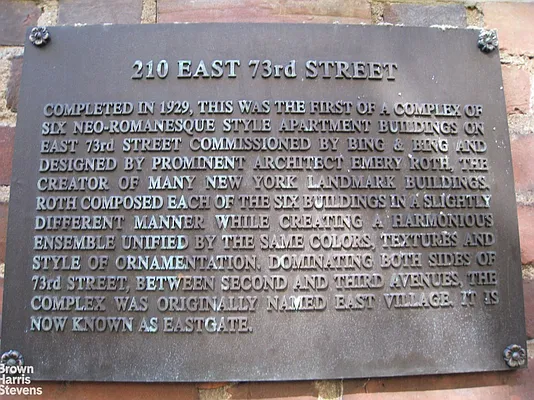 210 EAST 73rd STREET
COMPLETED IN 1929, THIS WAS THE FIRST OF A COMPLEX OF
SIX NEO-ROMANESQUE STYLE APARTMENT BUILDINGS ON
EAST 73rd STREET COMMISSIONED BY BING & BING AND
DESIGNED BY PROMINENT ARCHITECT EMERY ROTH, THE
CREATOR OF MANY NEW YORK LANDMARK BUILDINGS.
ROTH COMPOSED EACH OF THE SIX BUILDINGS IN A SLIGHTLY
DIFFERENT MANNER WHILE CREATING A HARMONIOUS
ENSEMBLE UNIFIED BY THE SAME COLORS, TEXTURES AND
STYLE OF ORNAMENTATION. DOMINATING BOTH SIDES OF
73rd STREET, BETWEEN SECOND AND THIRD AVENUES, THE
COMPLEX WAS ORIGINALLY NAMED EAST VILLAGE. IT IS
NOW KNOWN AS EASTGATE.
Brown
Harris
Stevens